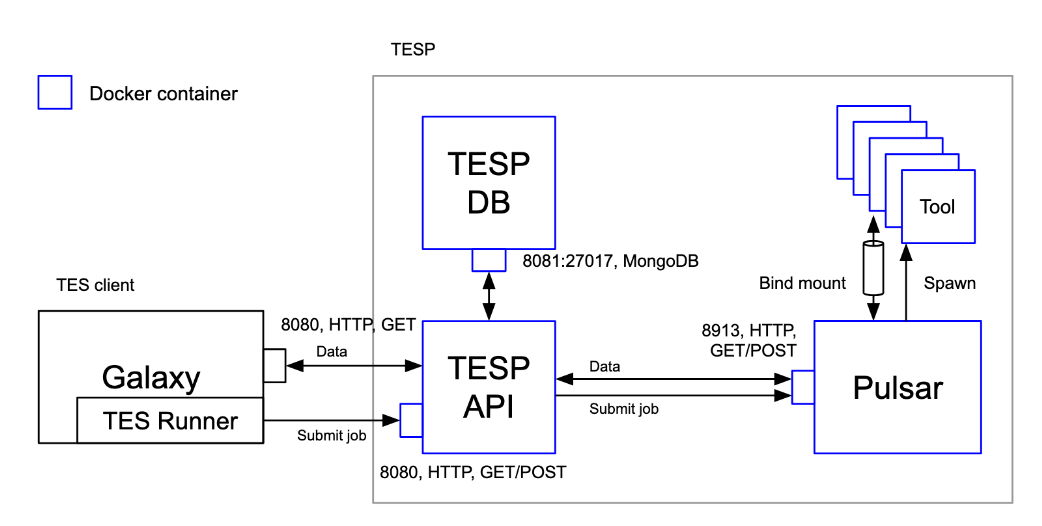 TESP
Docker container
TESP
DB
Tool
8081:27017, MongoDB
Bind mount
Spawn
TES client
8080, HTTP, GET
Data
8913, HTTP,
GET/POST
Galaxy
TES Runner
Submit job
TESP
API
Data
Submit job
Pulsar
8080, HTTP, GET/POST